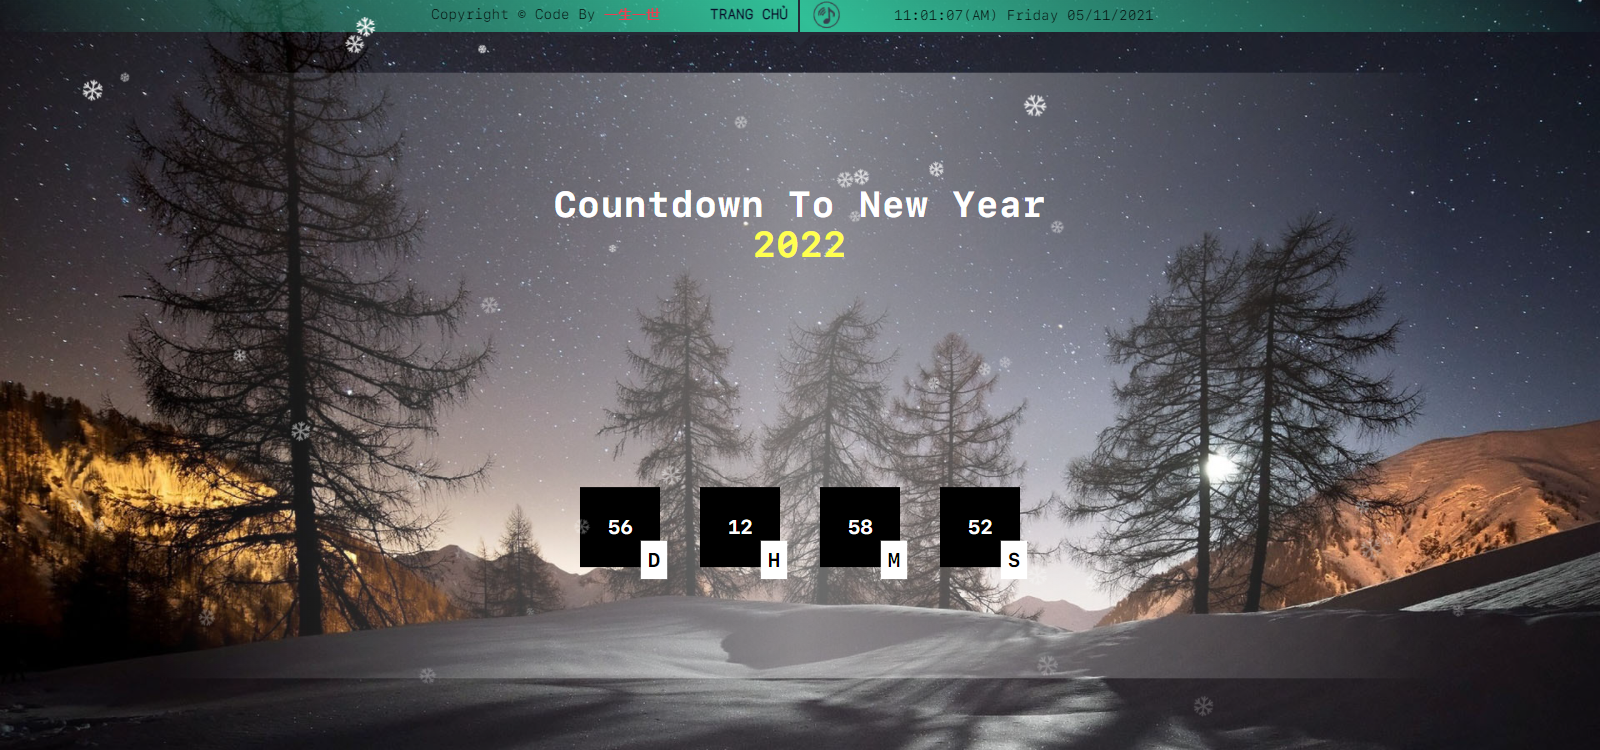 Copyright © Code By
TRANG CHỦ
11:01:07(AM) Friday 05/11/2021
Countdown To New Year
2022
56 D 12 H 58 M 52 S